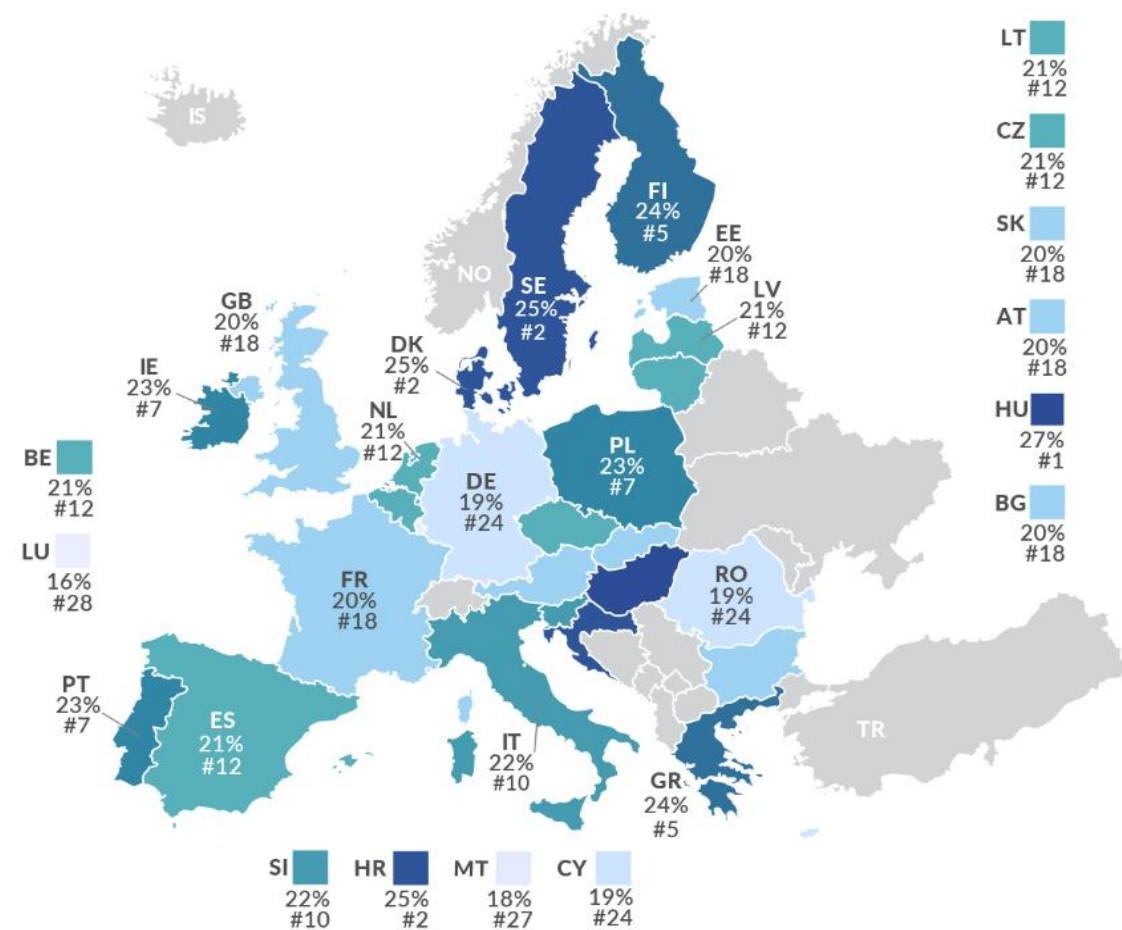 IS
NO
FI
24%
#5
SE
25%
#2
EE
20%
#18
LV
21%
#12
GB
20%
#18
IE
23%
#7
DK
25%
#2
NL
21%
#12
BE
21%
#12
LU
16%
#28
DE
19%
#24
PL
23%
#7
FR
20%
#18
RO
19%
#24
PT
23%
#7
ES
21%
#12
IT
22%
#10
GR
24%
#5
TR
LT
21%
#12
CZ
21%
#12
SK
20%
#18
AT
20%
#18
HU
27%
#1
BG
20%
#18
SI
22%
#10
HR
25%
#2
MT
18%
#27
CY
19%
#24